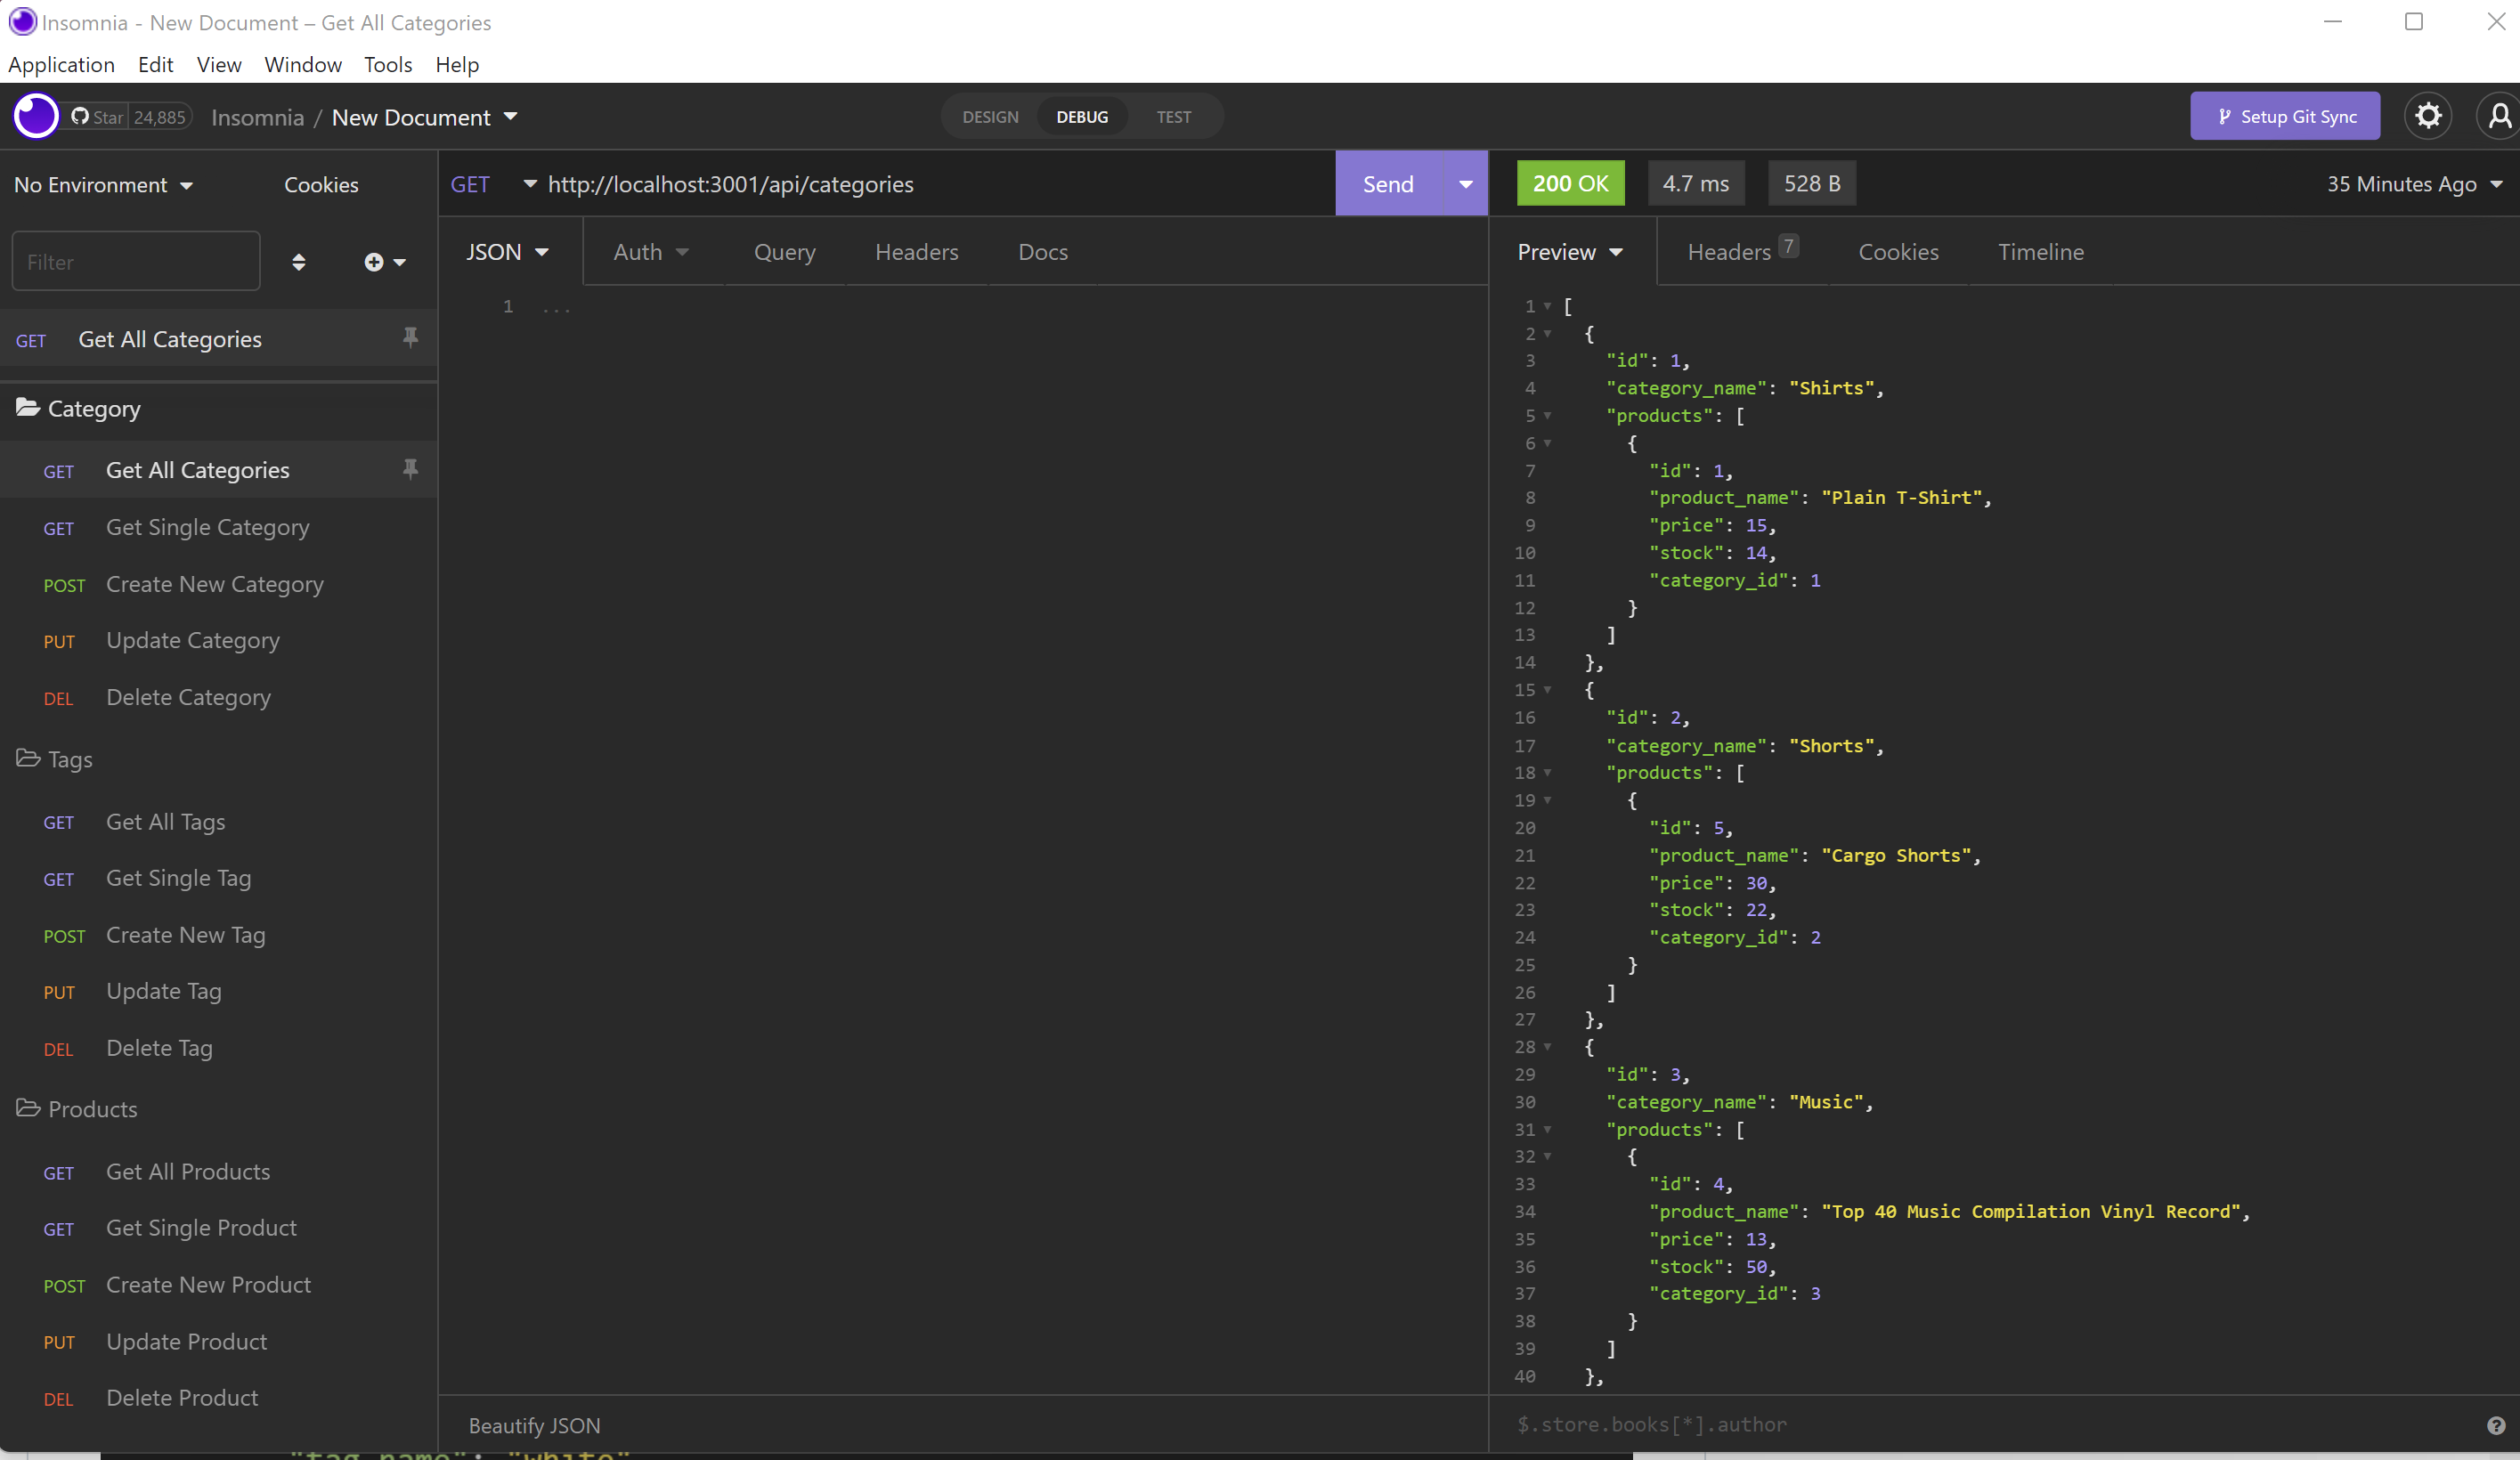 Insomnia - New Document – Get All Categories
Application Edit View Window Tools Help
Star 24,885 Insomnia / New Document DESIGN DEBUG TEST Setup Git Sync
No Environment Cookies
Filter
GET Get All Categories
Category
GET Get All Categories
GET Get Single Category
POST Create New Category
PUT Update Category
DEL Delete Category
Tags
GET Get All Tags
GET Get Single Tag
POST Create New Tag
PUT Update Tag
DEL Delete Tag
Products
GET Get All Products
GET Get Single Product
POST Create New Product
PUT Update Product
DEL Delete Product
GET http://localhost:3001/api/categories Send
JSON Auth Query Headers Docs
1 ...
Beautify JSON
200 OK 4.7 ms 528 B 35 Minutes Ago
Preview Headers 7 Cookies Timeline
1 [
2 {
3 "id": 1,
4 "category_name": "Shirts",
5 "products": [
6 {
7 "id": 1,
8 "product_name": "Plain T-Shirt",
9 "price": 15,
10 "stock": 14,
11 "category_id": 1
12 }
13 ]
14 },
15 {
16 "id": 2,
17 "category_name": "Shorts",
18 "products": [
19 {
20 "id": 5,
21 "product_name": "Cargo Shorts",
22 "price": 30,
23 "stock": 22,
24 "category_id": 2
25 }
26 ]
27 },
28 {
29 "id": 3,
30 "category_name": "Music",
31 "products": [
32 {
33 "id": 4,
34 "product_name": "Top 40 Music Compilation Vinyl Record",
35 "price": 13,
36 "stock": 50,
37 "category_id": 3
38 }
39 ]
40 },
$.store.books[*].author
"tag_name": "white"